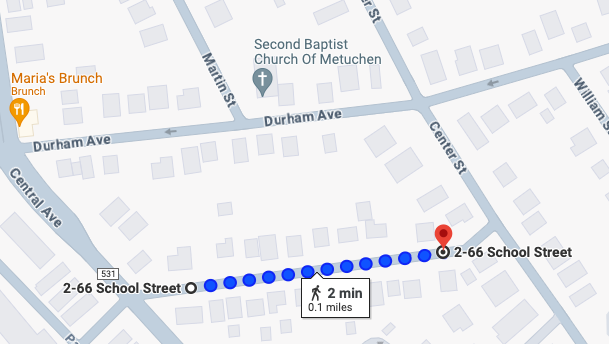 er St
Second Baptist
Church Of Metuchen
Maria's Brunch
Brunch
Martin St
William S
Durham Ave
Durham Ave
Center St
Central Ave
2-66 School Street
531
2-66 School Street
2 min
0.1 miles